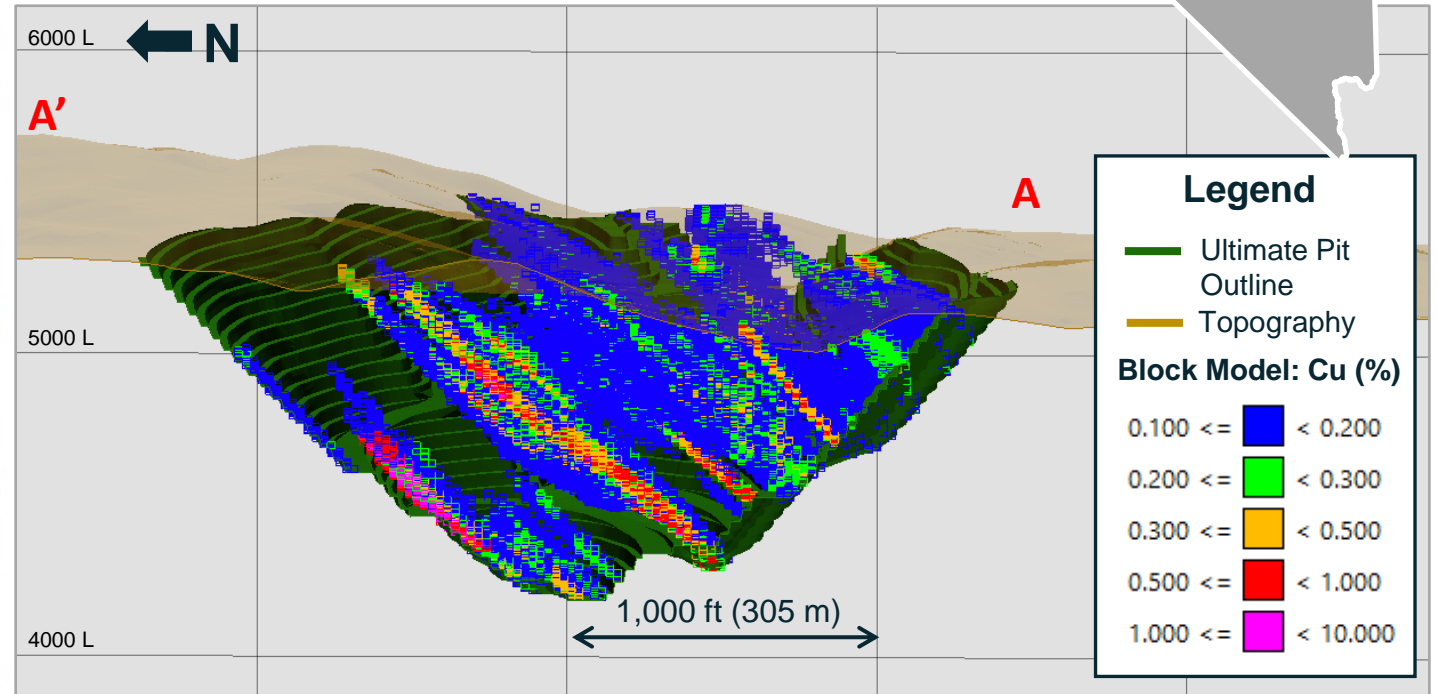 6000 L
N
A’
A
5000 L
1,000 ft (305 m)
4000 L
Legend
Ultimate Pit
Outline
Topography
Block Model: Cu (%)
0.100 <= < 0.200
0.200 <= < 0.300
0.300 <= < 0.500
0.500 <= < 1.000
1.000 <= < 10.000